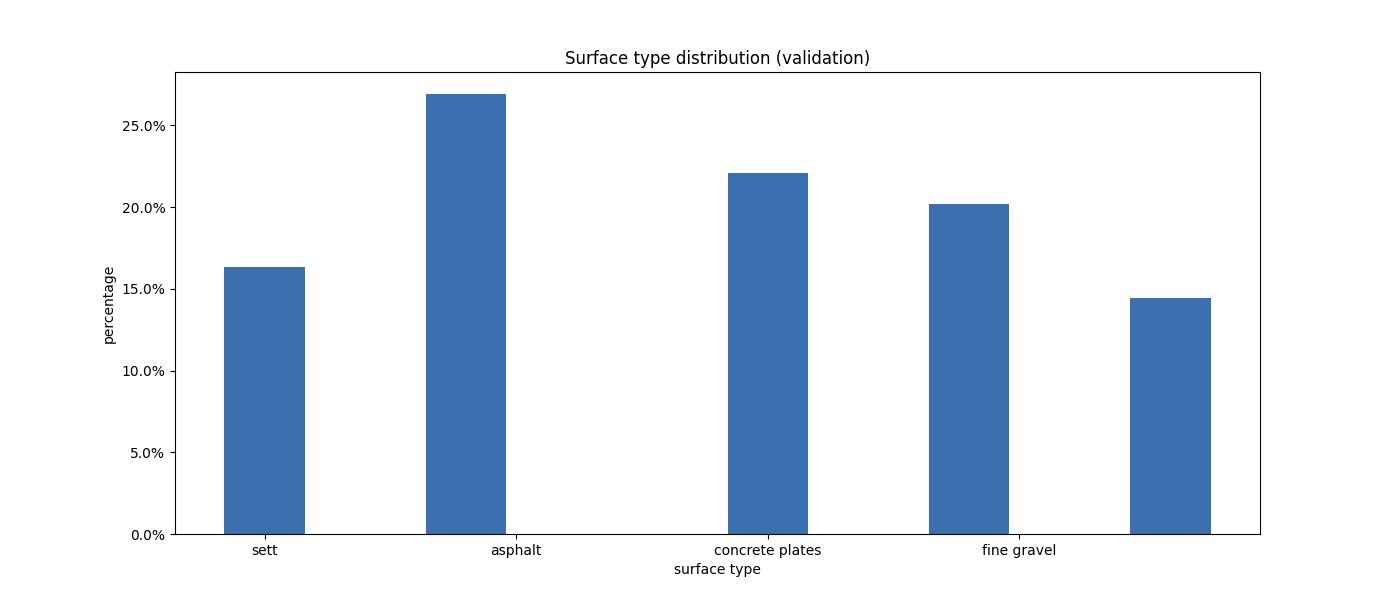 Surface type distribution (validation)
25.0%
20.0%
15.0%
10.0%
5.0%
0.0%
percentage
sett asphalt concrete plates fine gravel
surface type